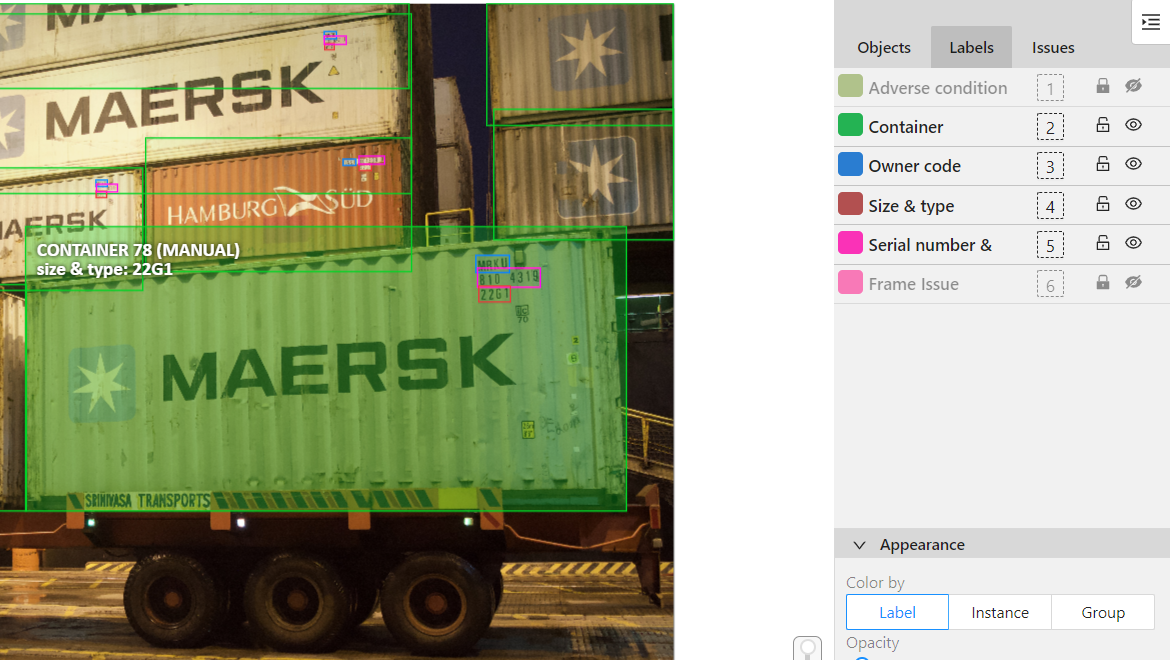 MAERSK
MAERSK
HAMBURG SÜD
MAERSK
CONTAINER 78 (MANUAL)
size & type: 22G1
MRKU
810 4319
22G1
MAERSK
SRINIVASA TRANSPORTS
Objects
Labels
Issues
Adverse condition
1
Container
2
Owner code
3
Size & type
4
Serial number &
5
Frame Issue
6
Appearance
Color by
Label
Instance
Group
Opacity